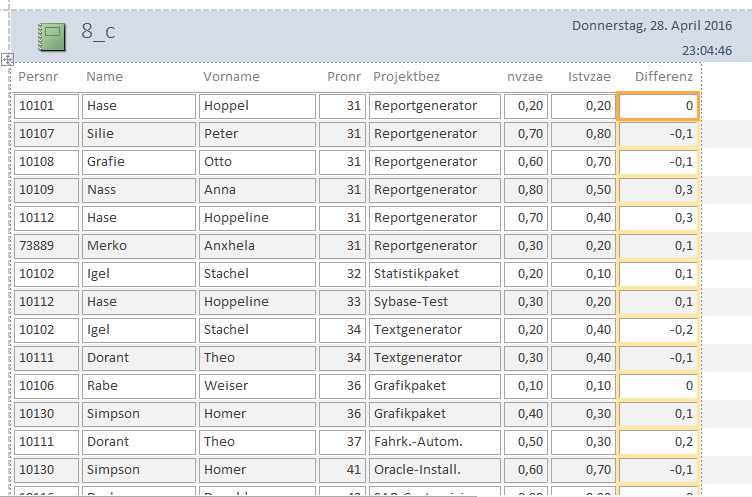 8_c
Donnerstag, 28. April 2016
23:04:46
Persnr Name Vorname Pronr Projektbez nvzae Istvzae Differenz
10101 Hase Hoppel 31 Reportgenerator 0,20 0,20 0
10107 Silie Peter 31 Reportgenerator 0,70 0,80 -0,1
10108 Grafie Otto 31 Reportgenerator 0,60 0,70 -0,1
10109 Nass Anna 31 Reportgenerator 0,80 0,50 0,3
10112 Hase Hoppeline 31 Reportgenerator 0,70 0,40 0,3
73889 Merko Anxhela 31 Reportgenerator 0,30 0,20 0,1
10102 Igel Stachel 32 Statistikpaket 0,20 0,10 0,1
10112 Hase Hoppeline 33 Sybase-Test 0,30 0,20 0,1
10102 Igel Stachel 34 Textgenerator 0,20 0,40 -0,2
10111 Dorant Theo 34 Textgenerator 0,30 0,40 -0,1
10106 Rabe Weiser 36 Grafikpaket 0,10 0,10 0
10130 Simpson Homer 36 Grafikpaket 0,40 0,30 0,1
10111 Dorant Theo 37 Fahrk.-Autom. 0,50 0,30 0,2
10130 Simpson Homer 41 Oracle-Install. 0,60 0,70 -0,1